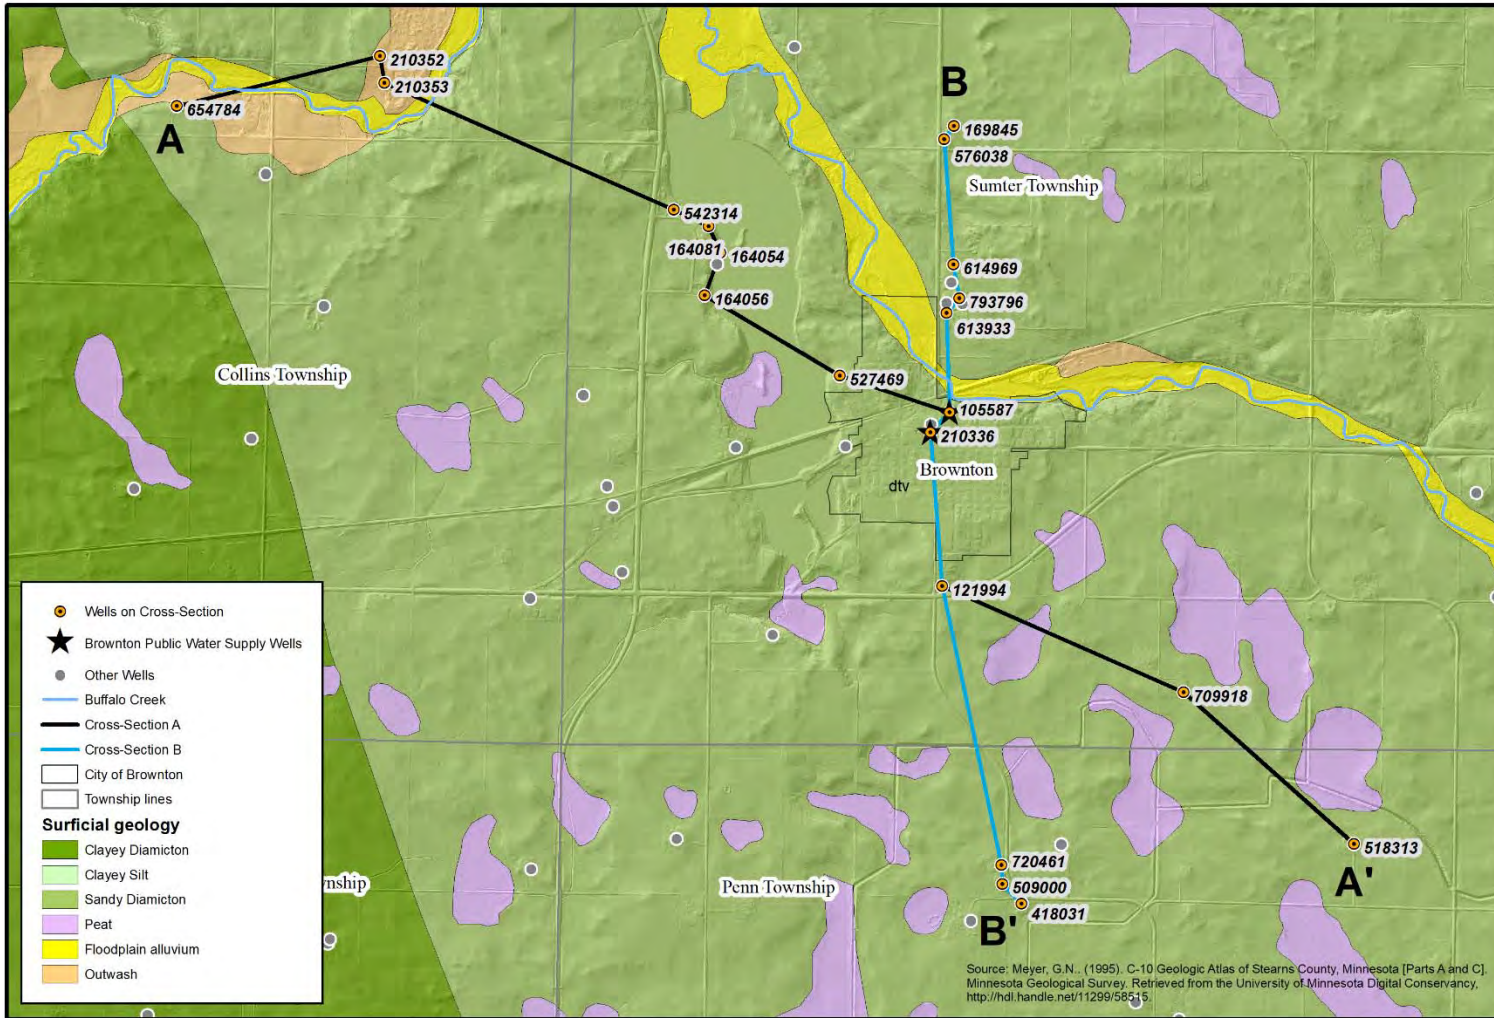 210352
210353
654784
A
B
169845
576038
Sumter Township
542314
164081
164054
614969
164056
793796
613933
Collins Township
527469
105587
210336
Brownton
dtv
121994
709918
518313
A'
720461
509000
418031
B'
Penn Township
nship
Wells on Cross-Section
Brownton Public Water Supply Wells
Other Wells
Buffalo Creek
Cross-Section A
Cross-Section B
City of Brownton
Township lines
Surficial geology
Clayey Diamicton
Clayey Silt
Sandy Diamicton
Peat
Floodplain alluvium
Outwash
Source: Meyer, G.N.. (1995). C-10 Geologic Atlas of Stearns County, Minnesota [Parts A and C].
Minnesota Geological Survey. Retrieved from the University of Minnesota Digital Conservancy,
http://hdl.handle.net/11299/58515.